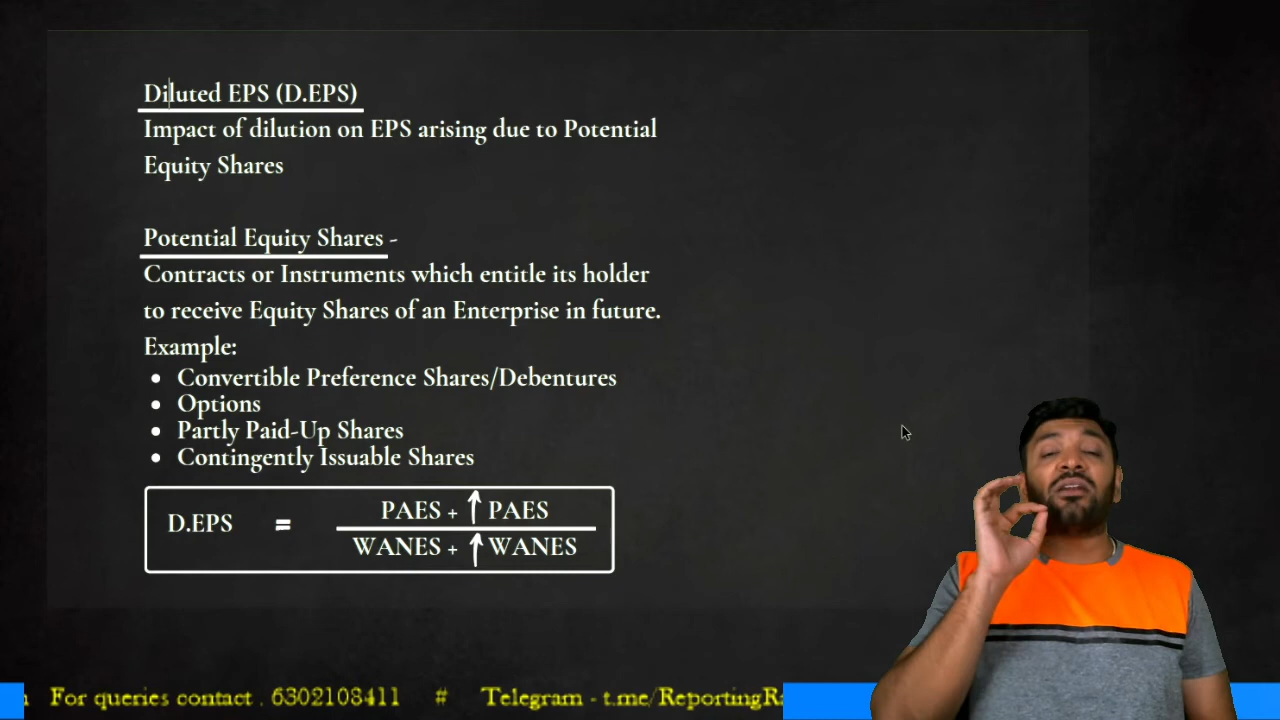 Diluted EPS (D.EPS)
Impact of dilution on EPS arising due to Potential
Equity Shares
Potential Equity Shares -
Contracts or Instruments which entitle its holder
to receive Equity Shares of an Enterprise in future.
Example:
• Convertible Preference Shares/Debentures
• Options
• Partly Paid-Up Shares
• Contingently Issuable Shares
D.EPS = PAES + ↑ PAES
WANES + ↑ WANES
For queries contact . 6302108411 # Telegram - t.me/ReportingRa